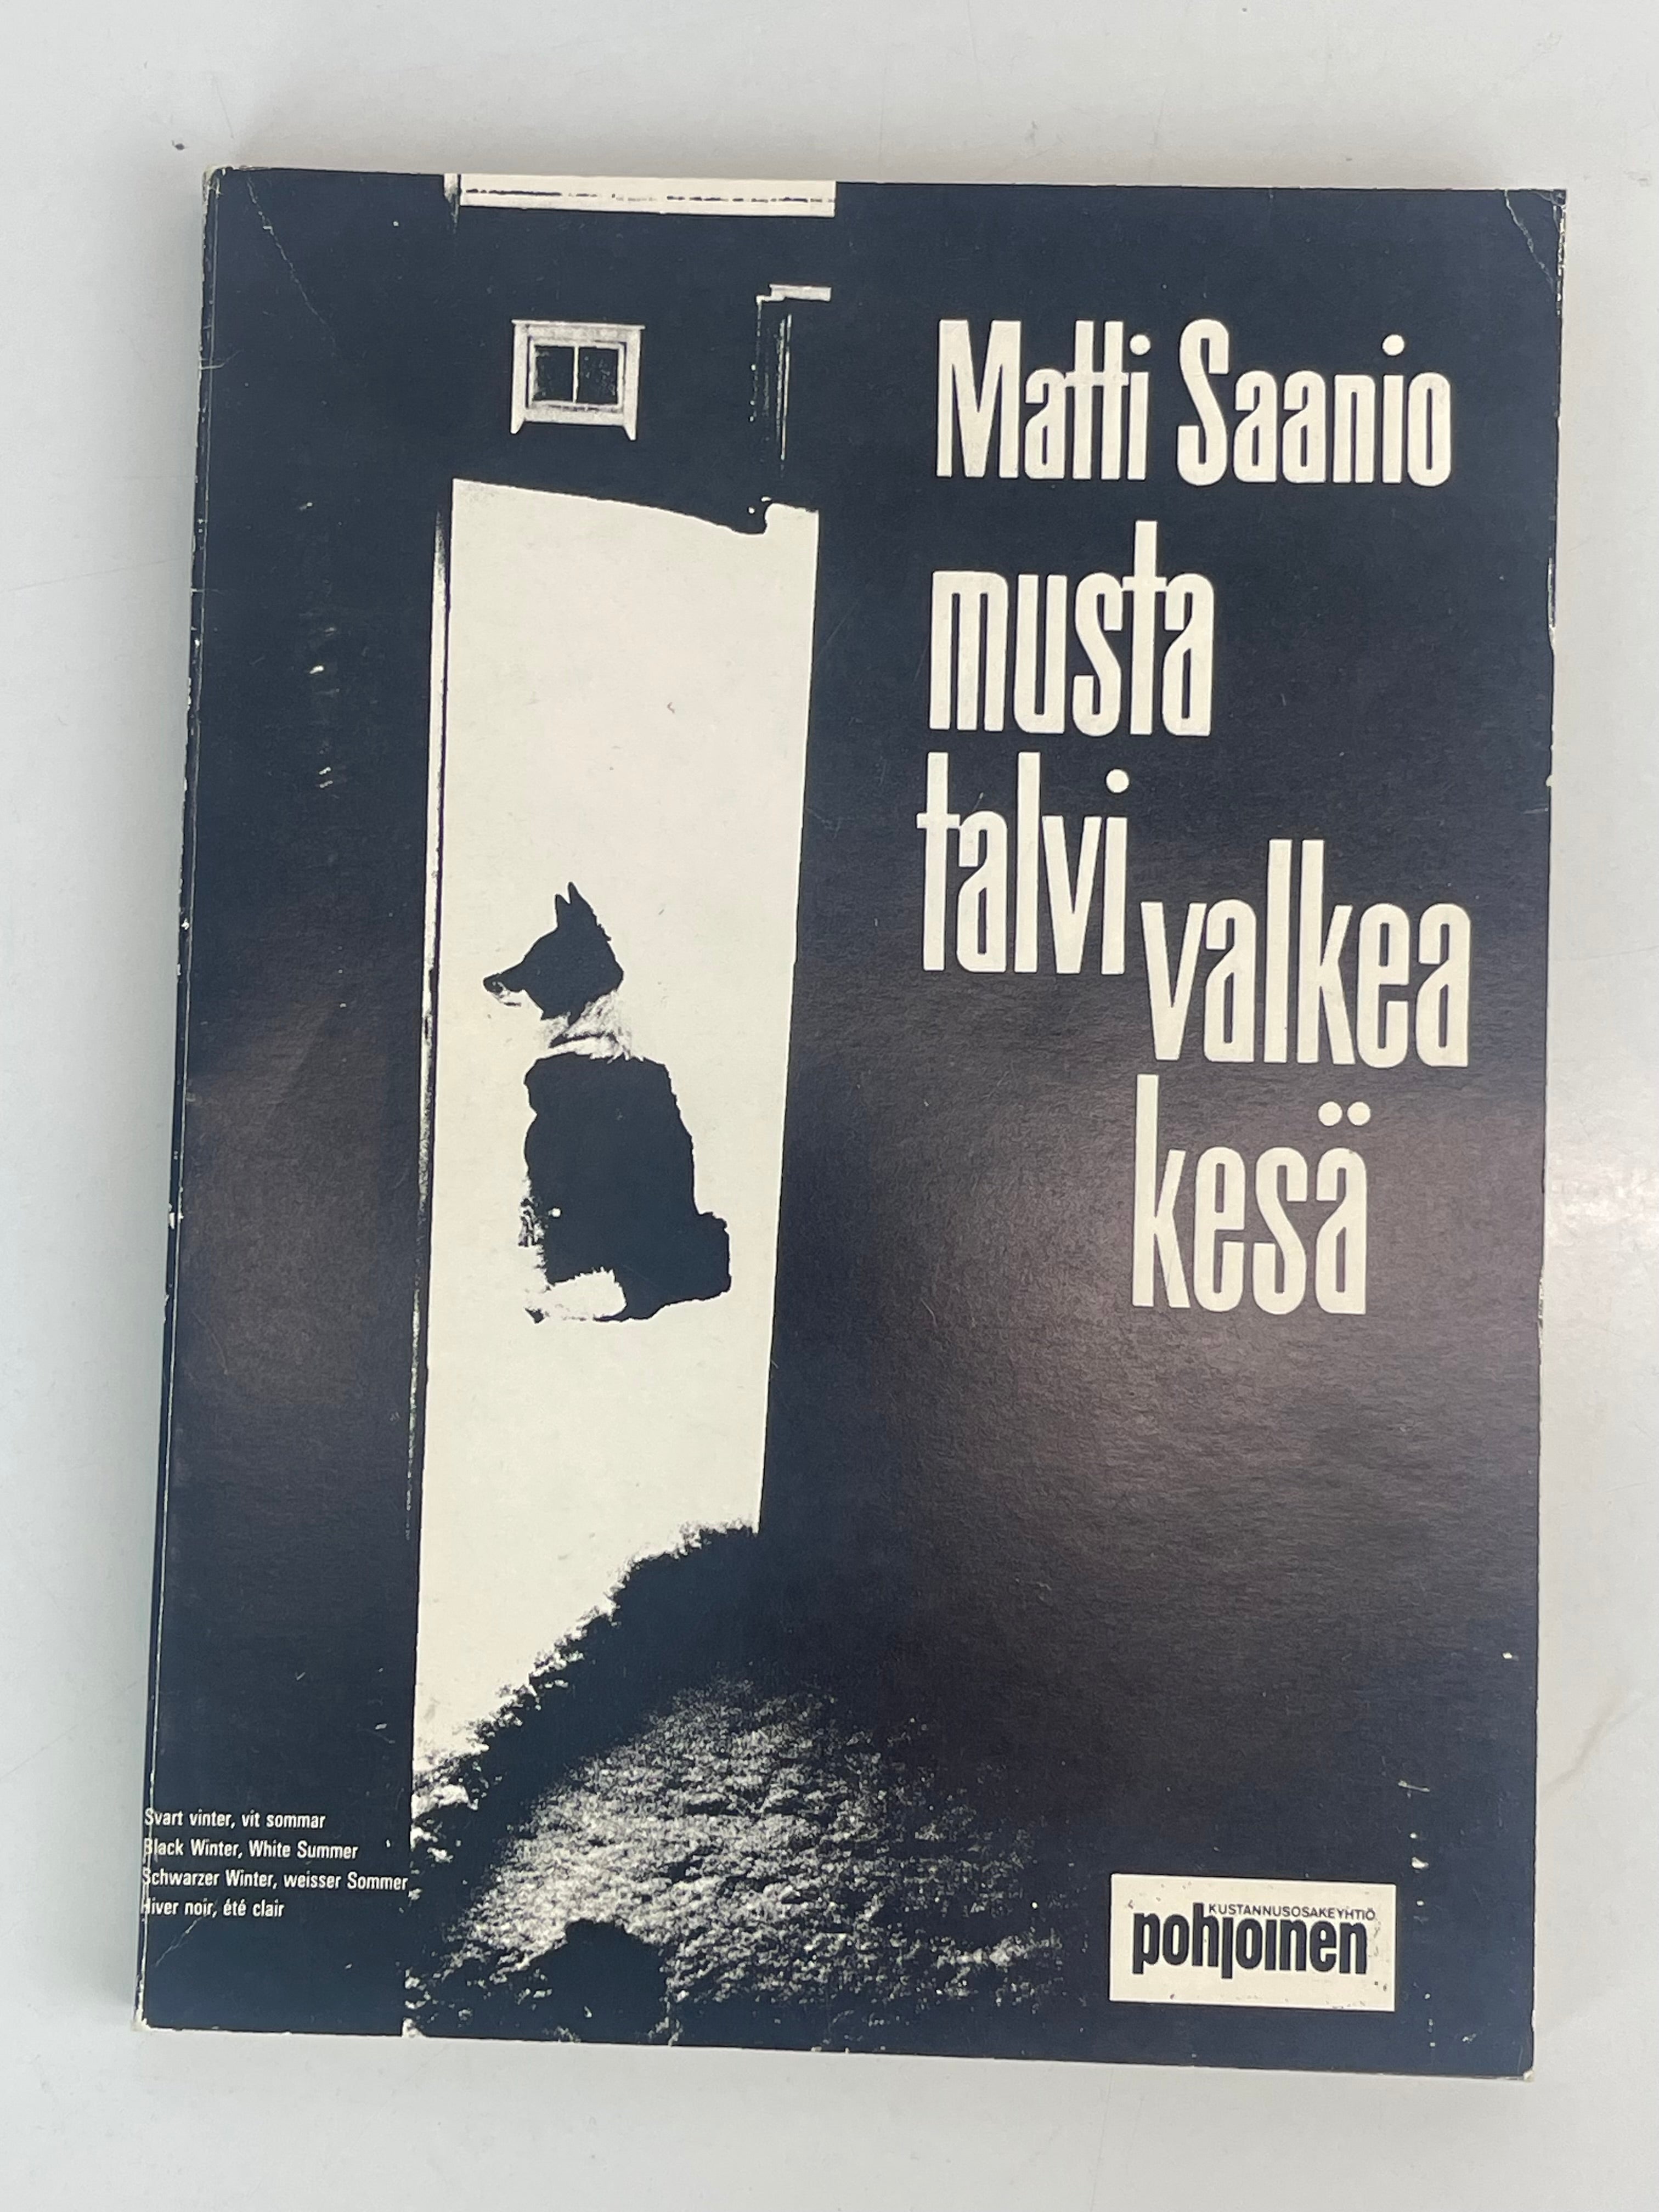 Matti Saanio
musta
talvi
valkea
kesä
Svart vinter, vit sommar
Black Winter, White Summer
Schwarzer Winter, weisser Sommer
Hiver noir, été clair
KUSTANNUSOSAKEYHTIÖ
pohjoinen